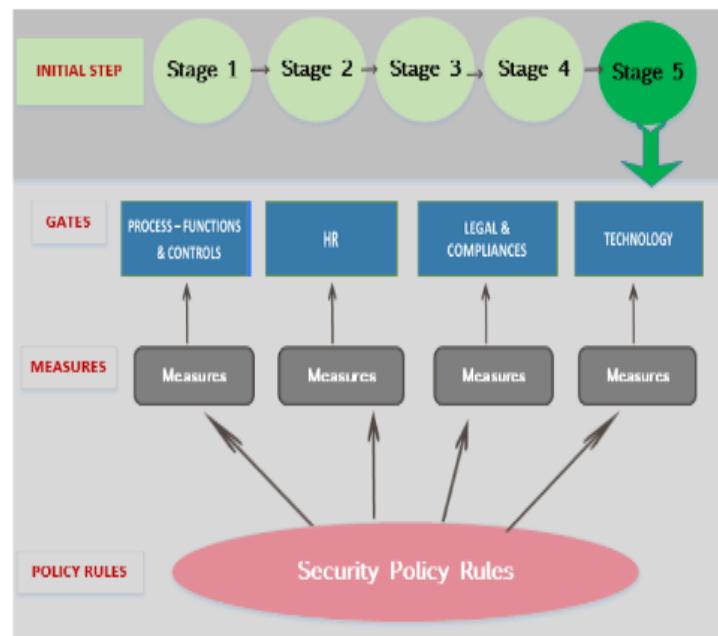 INITIAL STEP
Stage 1
Stage 2
Stage 3
Stage 4
Stage 5
GATES
PROCESS – FUNCTIONS
& CONTROLS
HR
LEGAL &
COMPLIANCES
TECHNOLOGY
MEASURES
Measures
Measures
Measures
Measures
POLICY RULES
Security Policy Rules